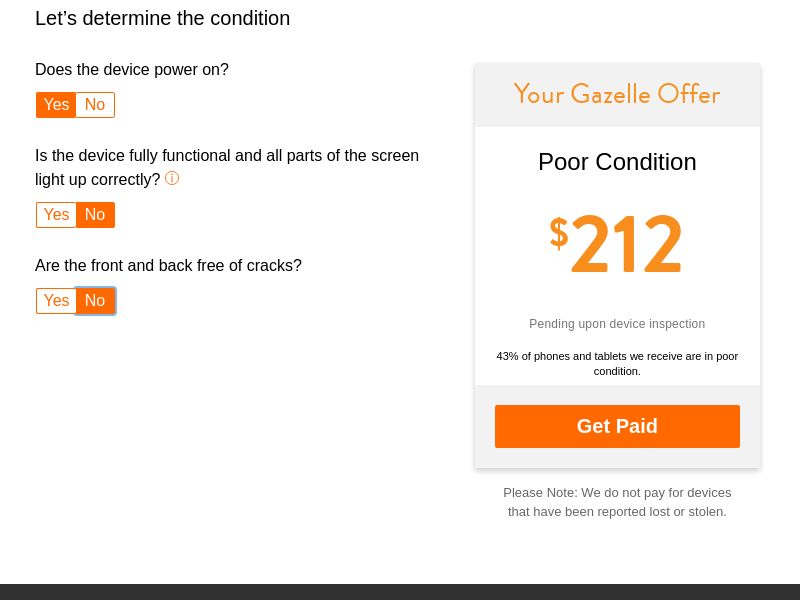 Let’s determine the condition
Does the device power on?
Yes No
Is the device fully functional and all parts of the screen
light up correctly? ⓘ
Yes No
Are the front and back free of cracks?
Yes No
Your Gazelle Offer
Poor Condition
$212
Pending upon device inspection
43% of phones and tablets we receive are in poor
condition.
Get Paid
Please Note: We do not pay for devices
that have been reported lost or stolen.